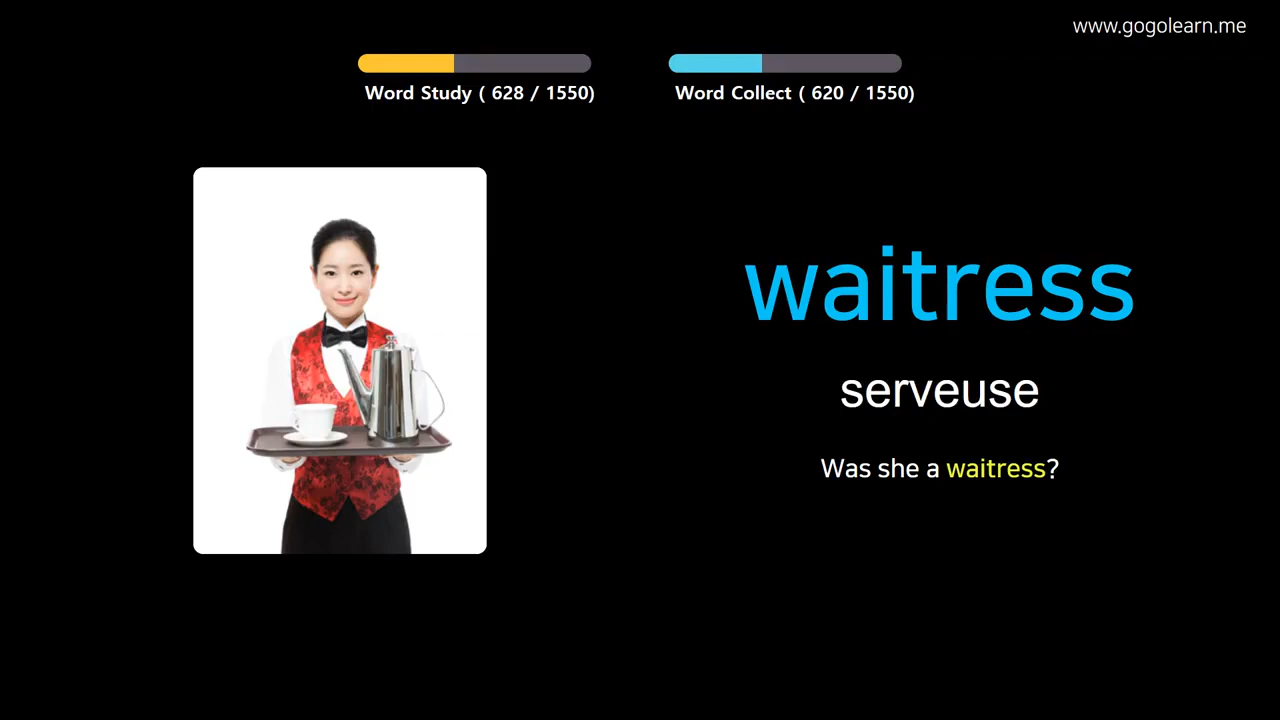 www.gogolearn.me
Word Study ( 628 / 1550)
Word Collect ( 620 / 1550)
waitress
serveuse
Was she a waitress?